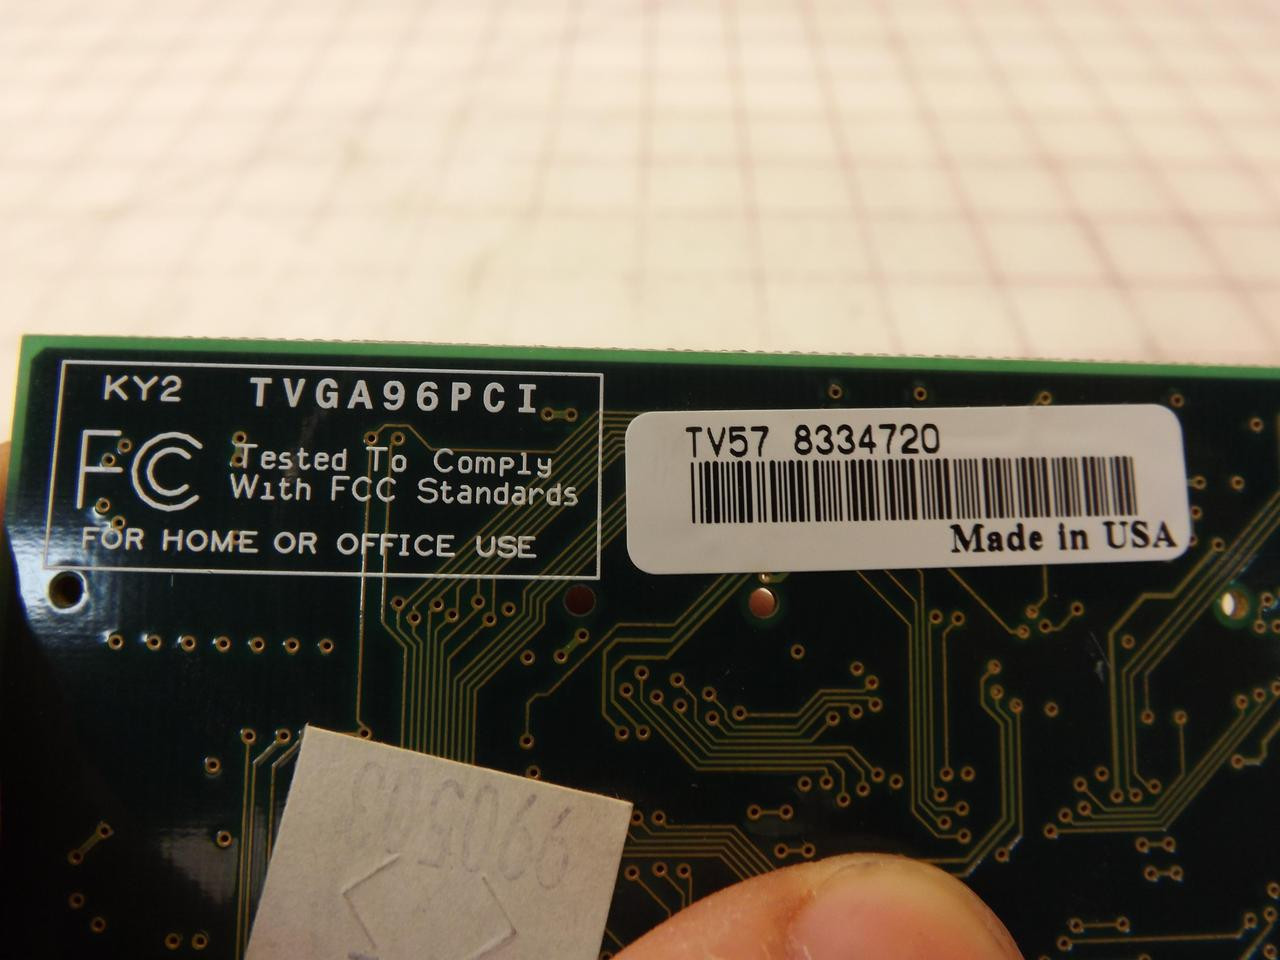 KY2 TVGA96PCI
FC Tested To Comply
With FCC Standards
FOR HOME OR OFFICE USE
TV57 8334720
Made in USA